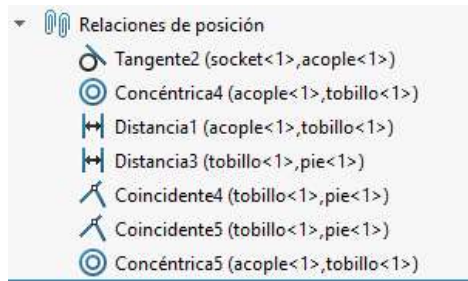 Relaciones de posición
Tangente2 (socket<1>,acople<1>)
Concéntrica4 (acople<1>,tobillo<1>)
Distancia1 (acople<1>,tobillo<1>)
Distancia3 (tobillo<1>,pie<1>)
Coincidente4 (tobillo<1>,pie<1>)
Coincidente5 (tobillo<1>,pie<1>)
Concéntrica5 (acople<1>,tobillo<1>)